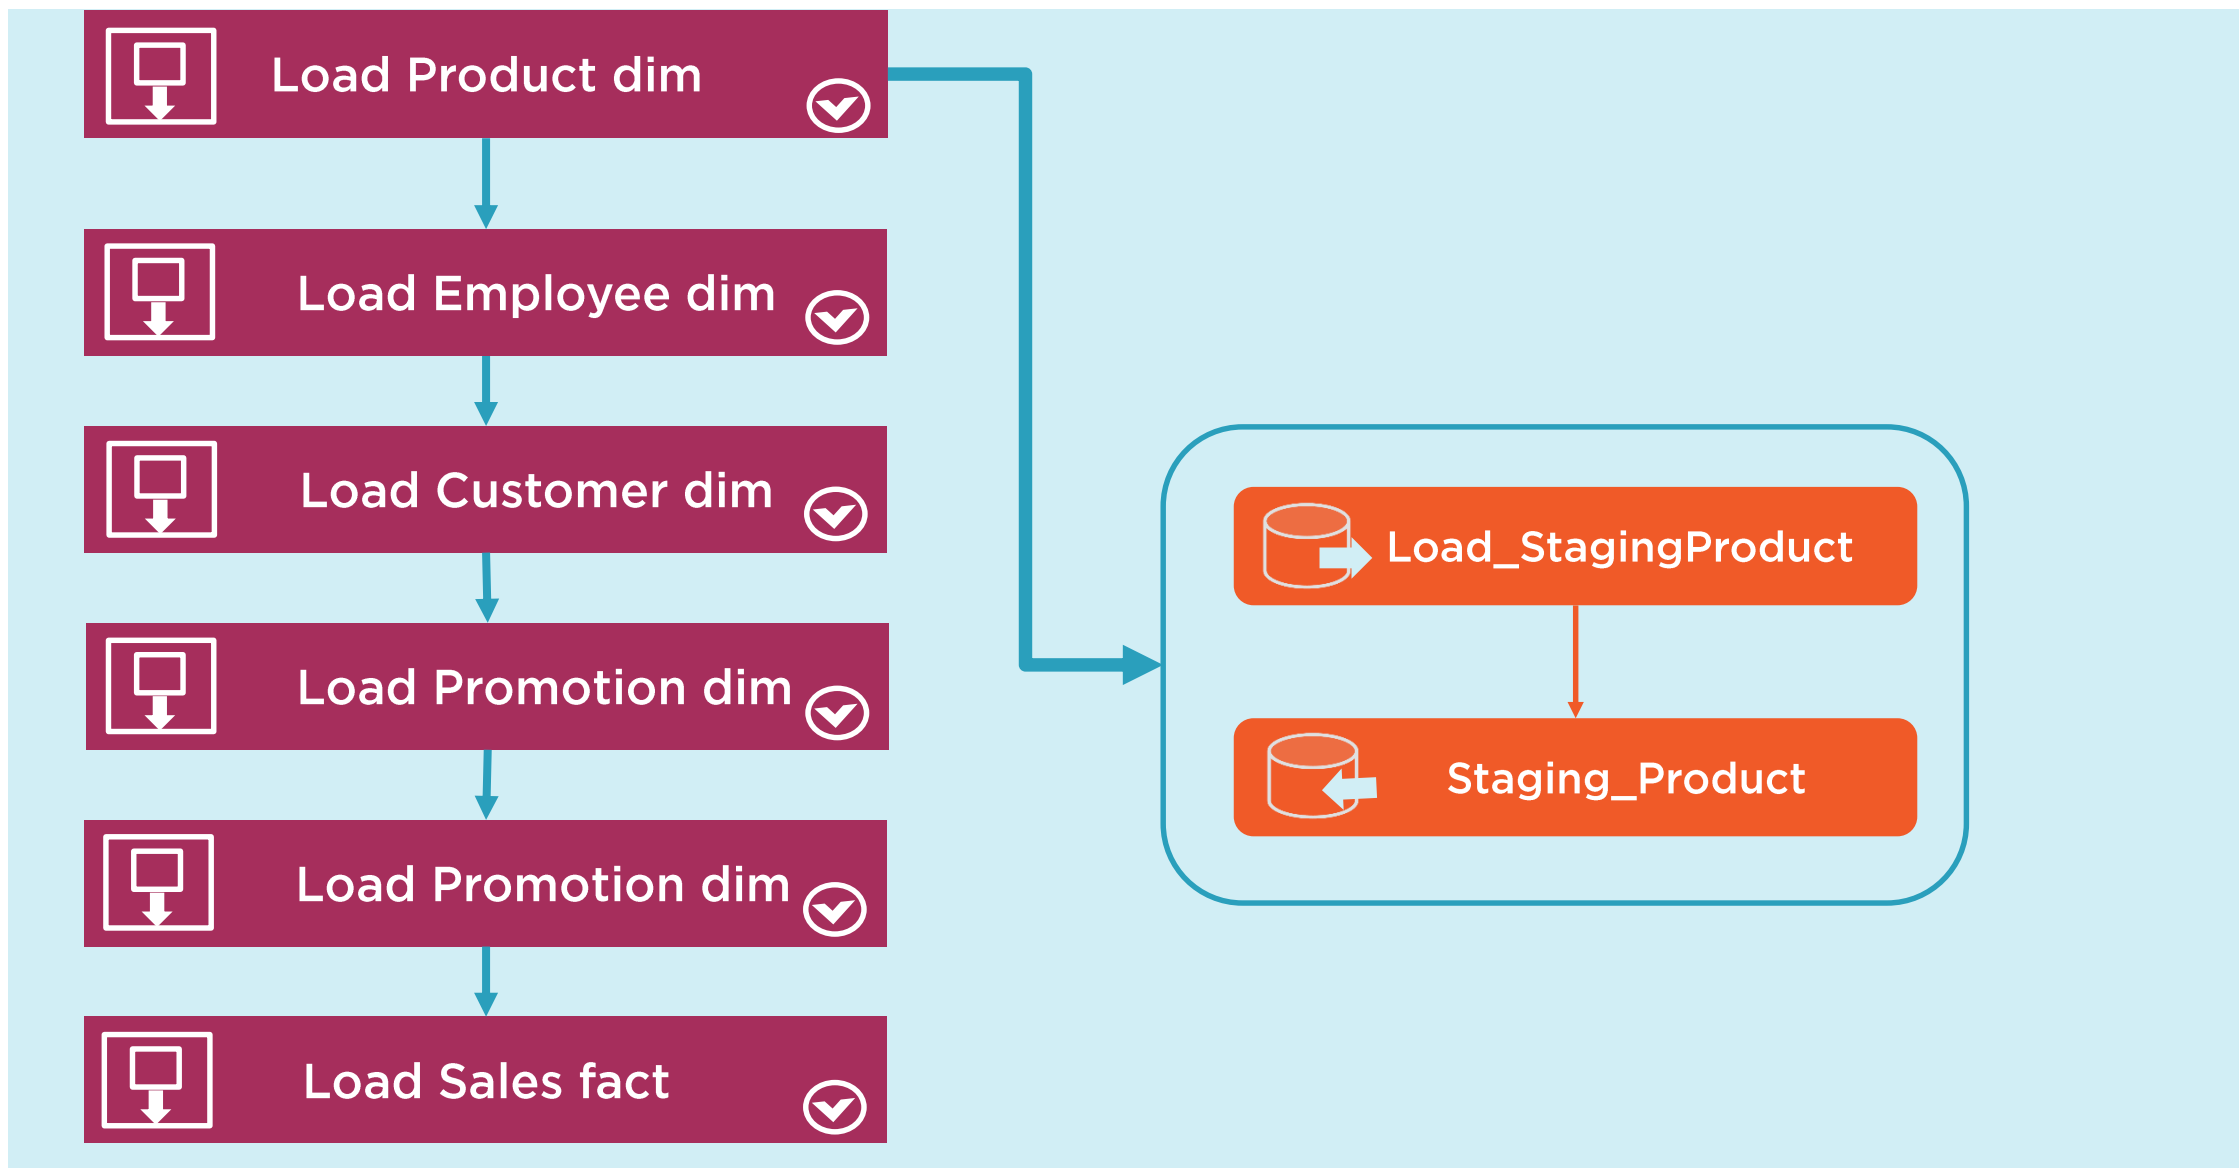 Load Product dim
Load Employee dim
Load Customer dim
Load Promotion dim
Load Promotion dim
Load Sales fact
Load_StagingProduct
Staging_Product